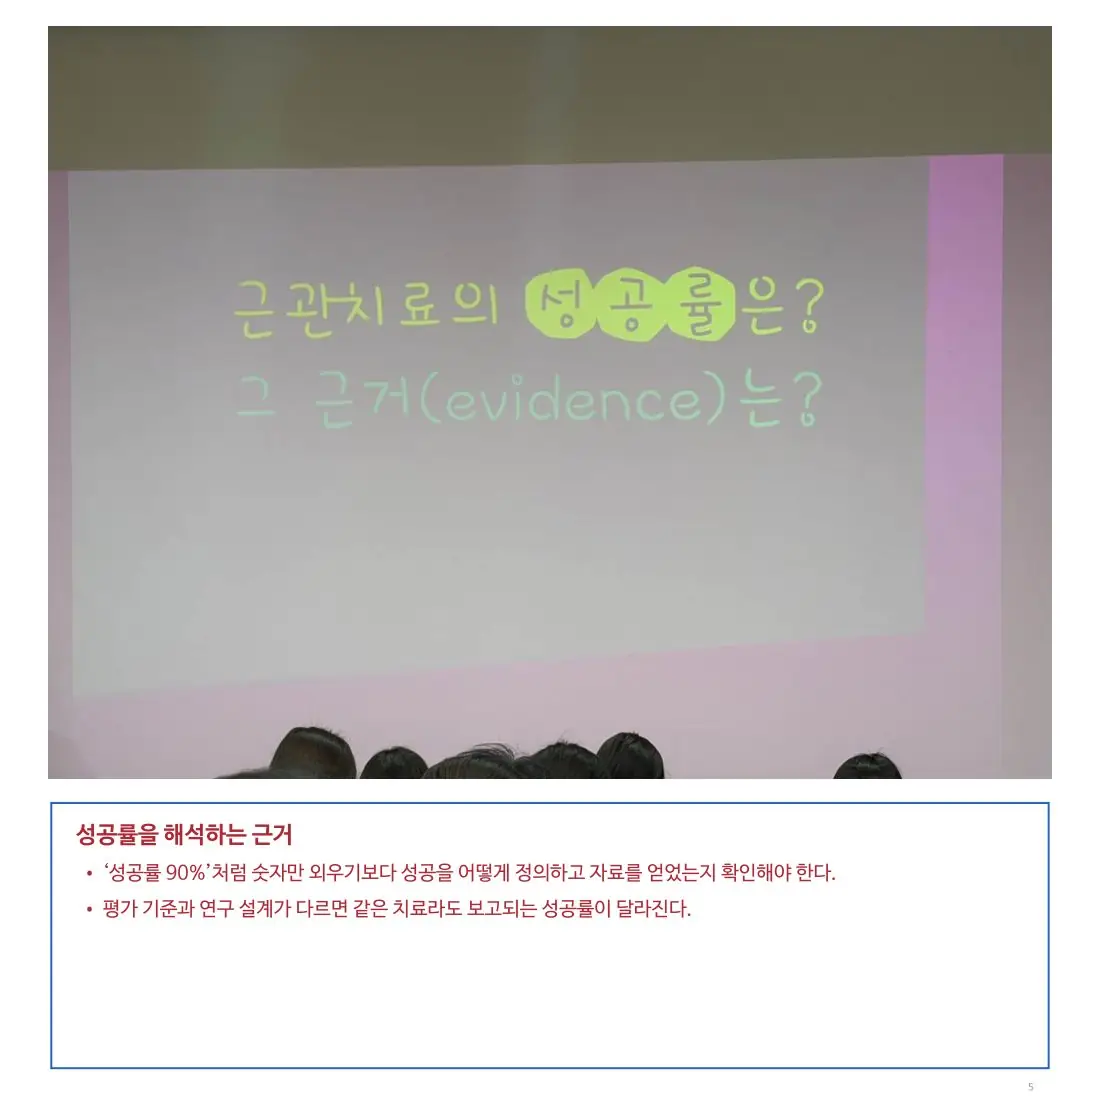 근관치료의 성공률은?
그 근거(evidence)는?
성공률을 해석하는 근거
• ‘성공률 90%’처럼 숫자만 외우기보다 성공을 어떻게 정의하고 자료를 얻었는지 확인해야 한다.
• 평가 기준과 연구 설계가 다르면 같은 치료라도 보고되는 성공률이 달라진다.
5